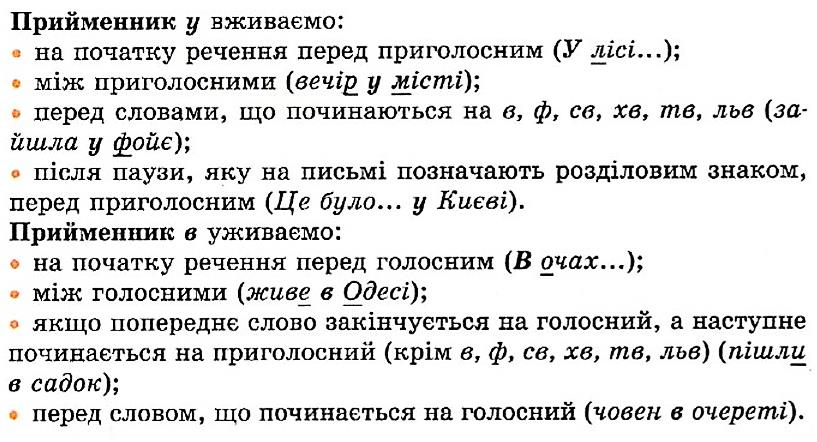 Прийменник у вживаємо:
• на початку речення перед приголосним (У лісі...);
• між приголосними (вечір у місті);
• перед словами, що починаються на в, ф, св, хв, тв, льв (за-
йшла у фойє);
• після паузи, яку на письмі позначають розділовим знаком,
перед приголосним (Це було... у Києві).
Прийменник в уживаємо:
• на початку речення перед голосним (В очах...);
• між голосними (живе в Одесі);
• якщо попереднє слово закінчується на голосний, а наступне
починається на приголосний (крім в, ф, св, хв, тв, льв) (пішли
в садок);
• перед словом, що починається на голосний (човен в очереті).